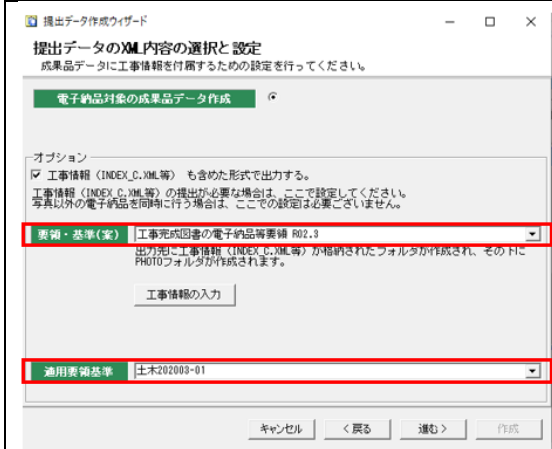 提出データ作成ウィザード
提出データのXML内容の選択と設定
成果品データに工事情報を付属するための設定を行ってください。
電子納品対象の成果品データ作成
オプション
工事情報（INDEX_C.XML等） も含めた形式で出力する。
工事情報（INDEX_C.XML等）の提出が必要な場合は、ここで設定してください。
写真以外の電子納品を同時に行う場合は、ここでの設定は必要ございません。
要領・基準(案) 工事完成図書の電子納品等要領 R02.3
出力先に工事情報（INDEX_C.XML等）が格納されたフォルダが作成され、その下に
PHOTOフォルダが作成されます。
工事情報の入力
適用要領基準 土木202003-01
キャンセル < 戻る 進む > 作成